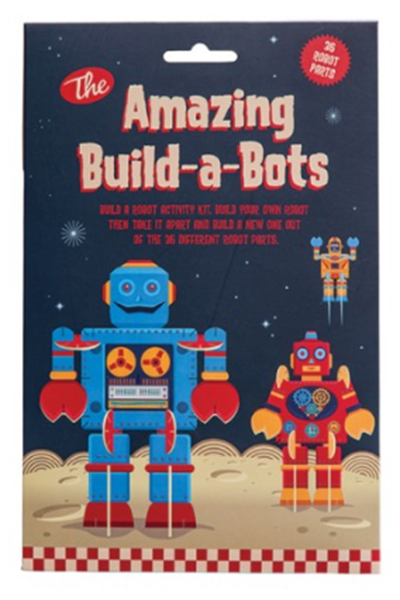 The
36
ROBOT
PARTS
Amazing
Build-a-Bots
BUILD A ROBOT ACTIVITY KIT. BUILD YOUR OWN ROBOT
THEN TAKE IT APART AND BUILD A NEW ONE OUT
OF THE 36 DIFFERENT ROBOT PARTS.